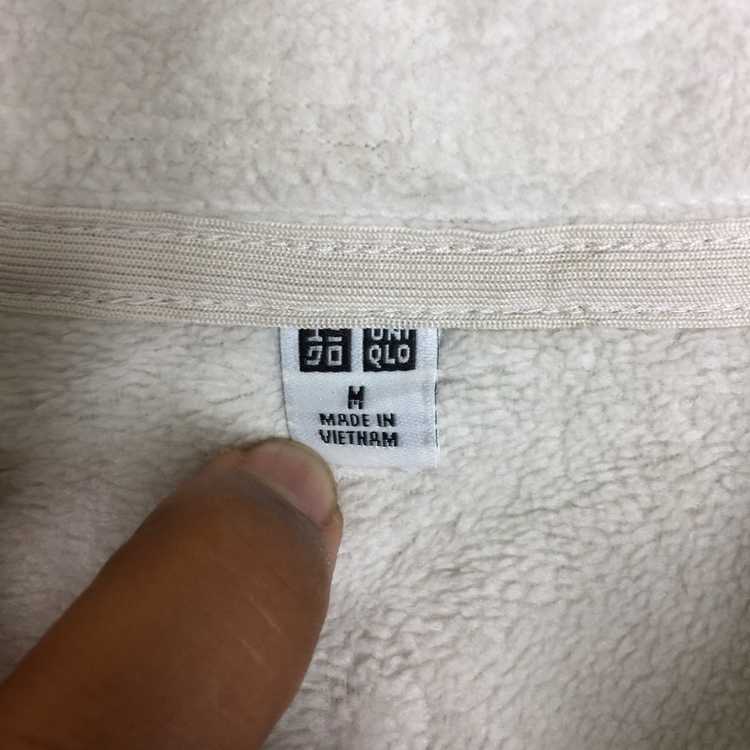 ユニ UNI
クロ QLO
M
MADE IN
VIETNAM